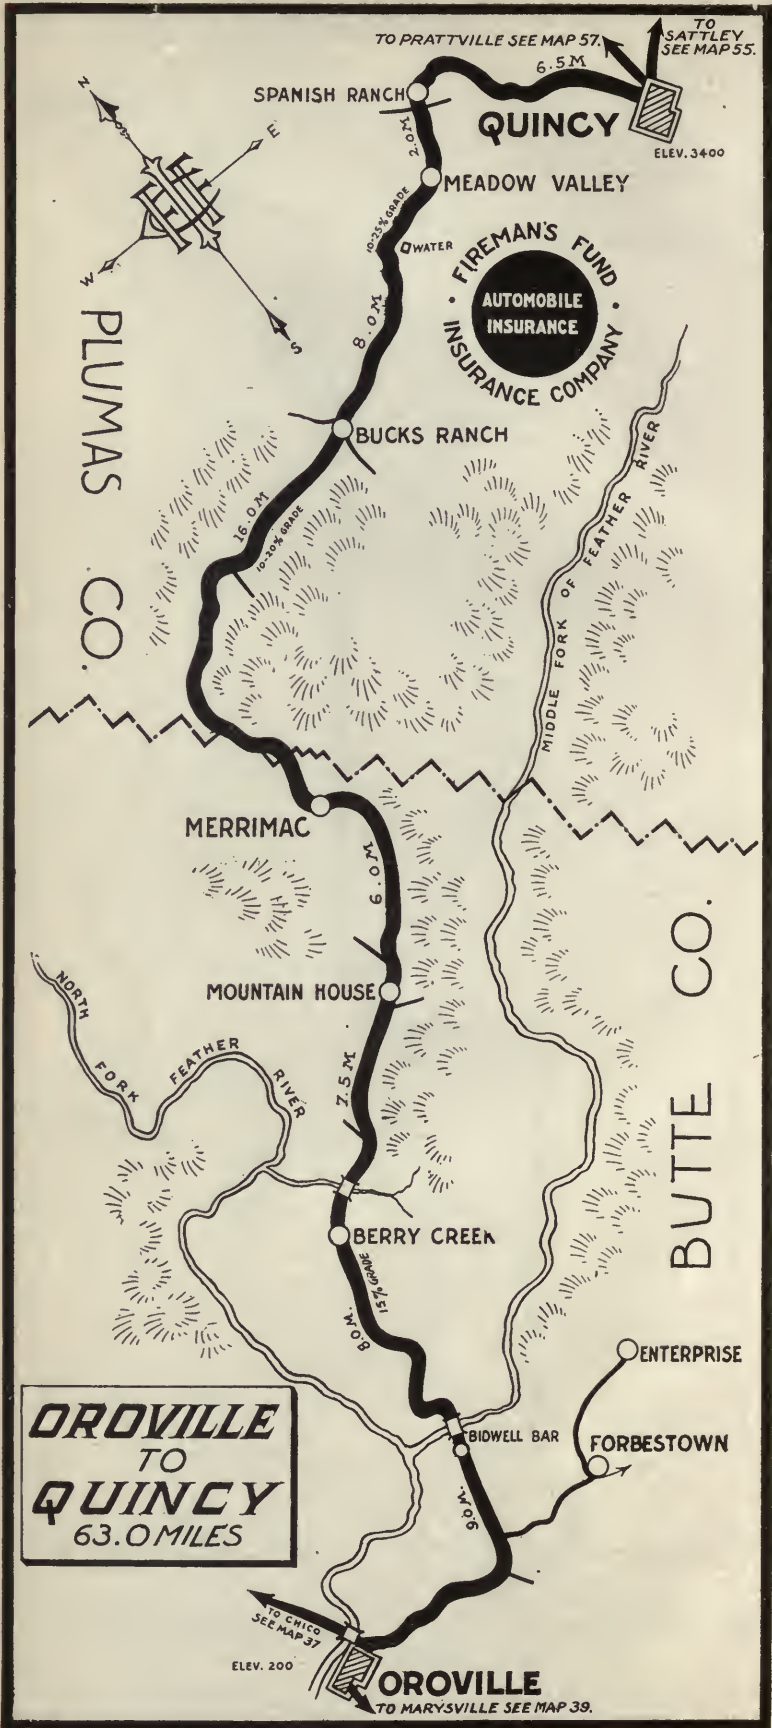 TO PRATTVILLE SEE MAP 57.
TO
SATTLEY
SEE MAP 55.
6.5 M
SPANISH RANCH
QUINCY
ELEV. 3400
2.0 M
MEADOW VALLEY
N
E
W
S
10-25% GRADE
WATER
8.0 M
FIREMAN'S FUND
AUTOMOBILE
INSURANCE
INSURANCE COMPANY
PLUMAS CO.
BUCKS RANCH
16.0 M
10-20% GRADE
MIDDLE FORK OF FEATHER RIVER
MERRIMAC
6.0 M
MOUNTAIN HOUSE
NORTH FORK FEATHER RIVER
7.5 M
BUTTE CO.
BERRY CREEK
15% GRADE
8.0 M.
ENTERPRISE
BIDWELL BAR
FORBESTOWN
9.0 M.
OROVILLE
TO
QUINCY
63.0 MILES
TO CHICO
SEE MAP 37
ELEV. 200
OROVILLE
TO MARYSVILLE SEE MAP 39.